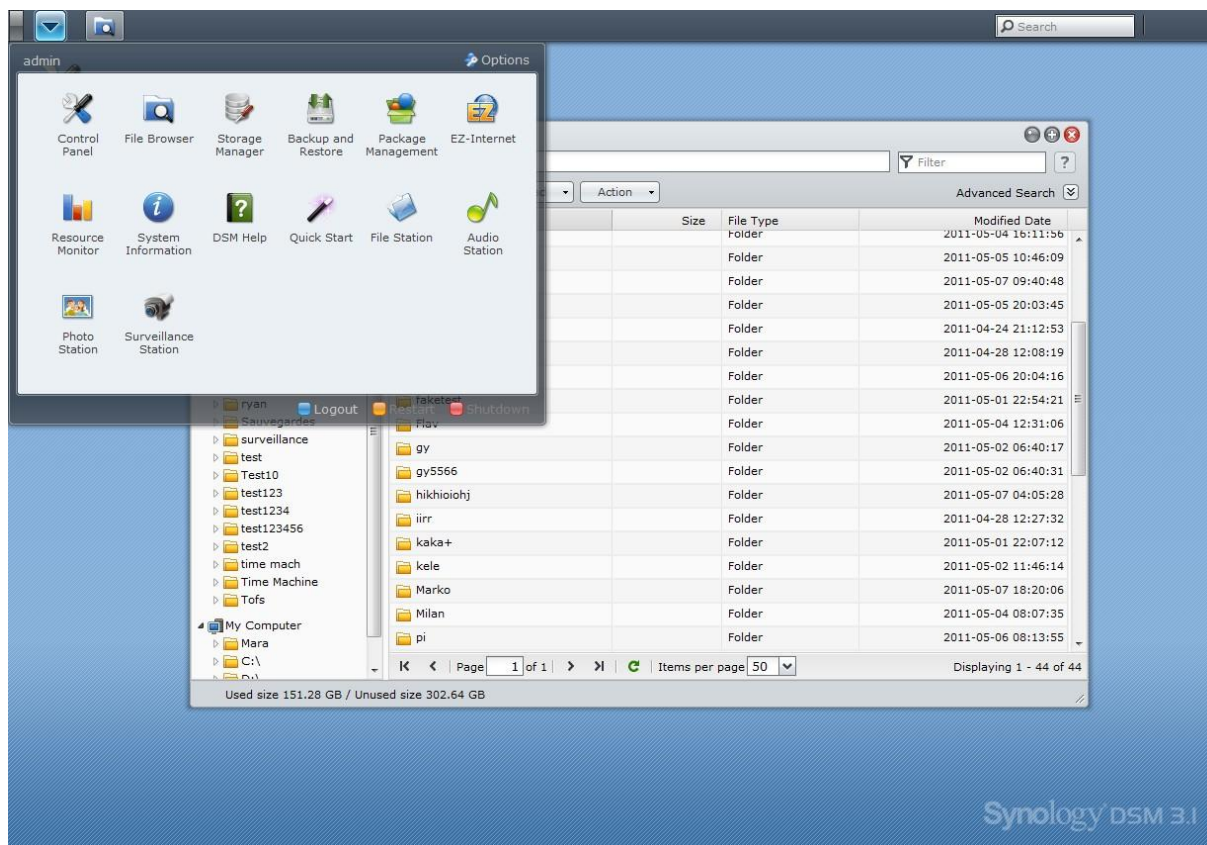 Search
admin
Options
Control Panel
File Browser
Storage Manager
Backup and Restore
Package Management
EZ-Internet
Resource Monitor
System Information
DSM Help
Quick Start
File Station
Audio Station
Photo Station
Surveillance Station
Logout
Restart
Shutdown
Filter
?
Action
Advanced Search
Size File Type Modified Date
Folder 2011-05-04 16:11:56
Folder 2011-05-05 10:46:09
Folder 2011-05-07 09:40:48
Folder 2011-05-05 20:03:45
Folder 2011-04-24 21:12:53
Folder 2011-04-28 12:08:19
Folder 2011-05-06 20:04:16
faketest Folder 2011-05-01 22:54:21
Flav Folder 2011-05-04 12:31:06
gy Folder 2011-05-02 06:40:17
gy5566 Folder 2011-05-02 06:40:31
hikhioiohj Folder 2011-05-07 04:05:28
iirr Folder 2011-04-28 12:27:32
kaka+ Folder 2011-05-01 22:07:12
kele Folder 2011-05-02 11:46:14
Marko Folder 2011-05-07 18:20:06
Milan Folder 2011-05-04 08:07:35
pi Folder 2011-05-06 08:13:55
ryan
Sauvegardes
surveillance
test
Test10
test123
test1234
test123456
test2
time mach
Time Machine
Tofs
My Computer
Mara
C:\
D:\
Page 1 of 1 Items per page 50 Displaying 1 - 44 of 44
Used size 151.28 GB / Unused size 302.64 GB
Synology DSM 3.1